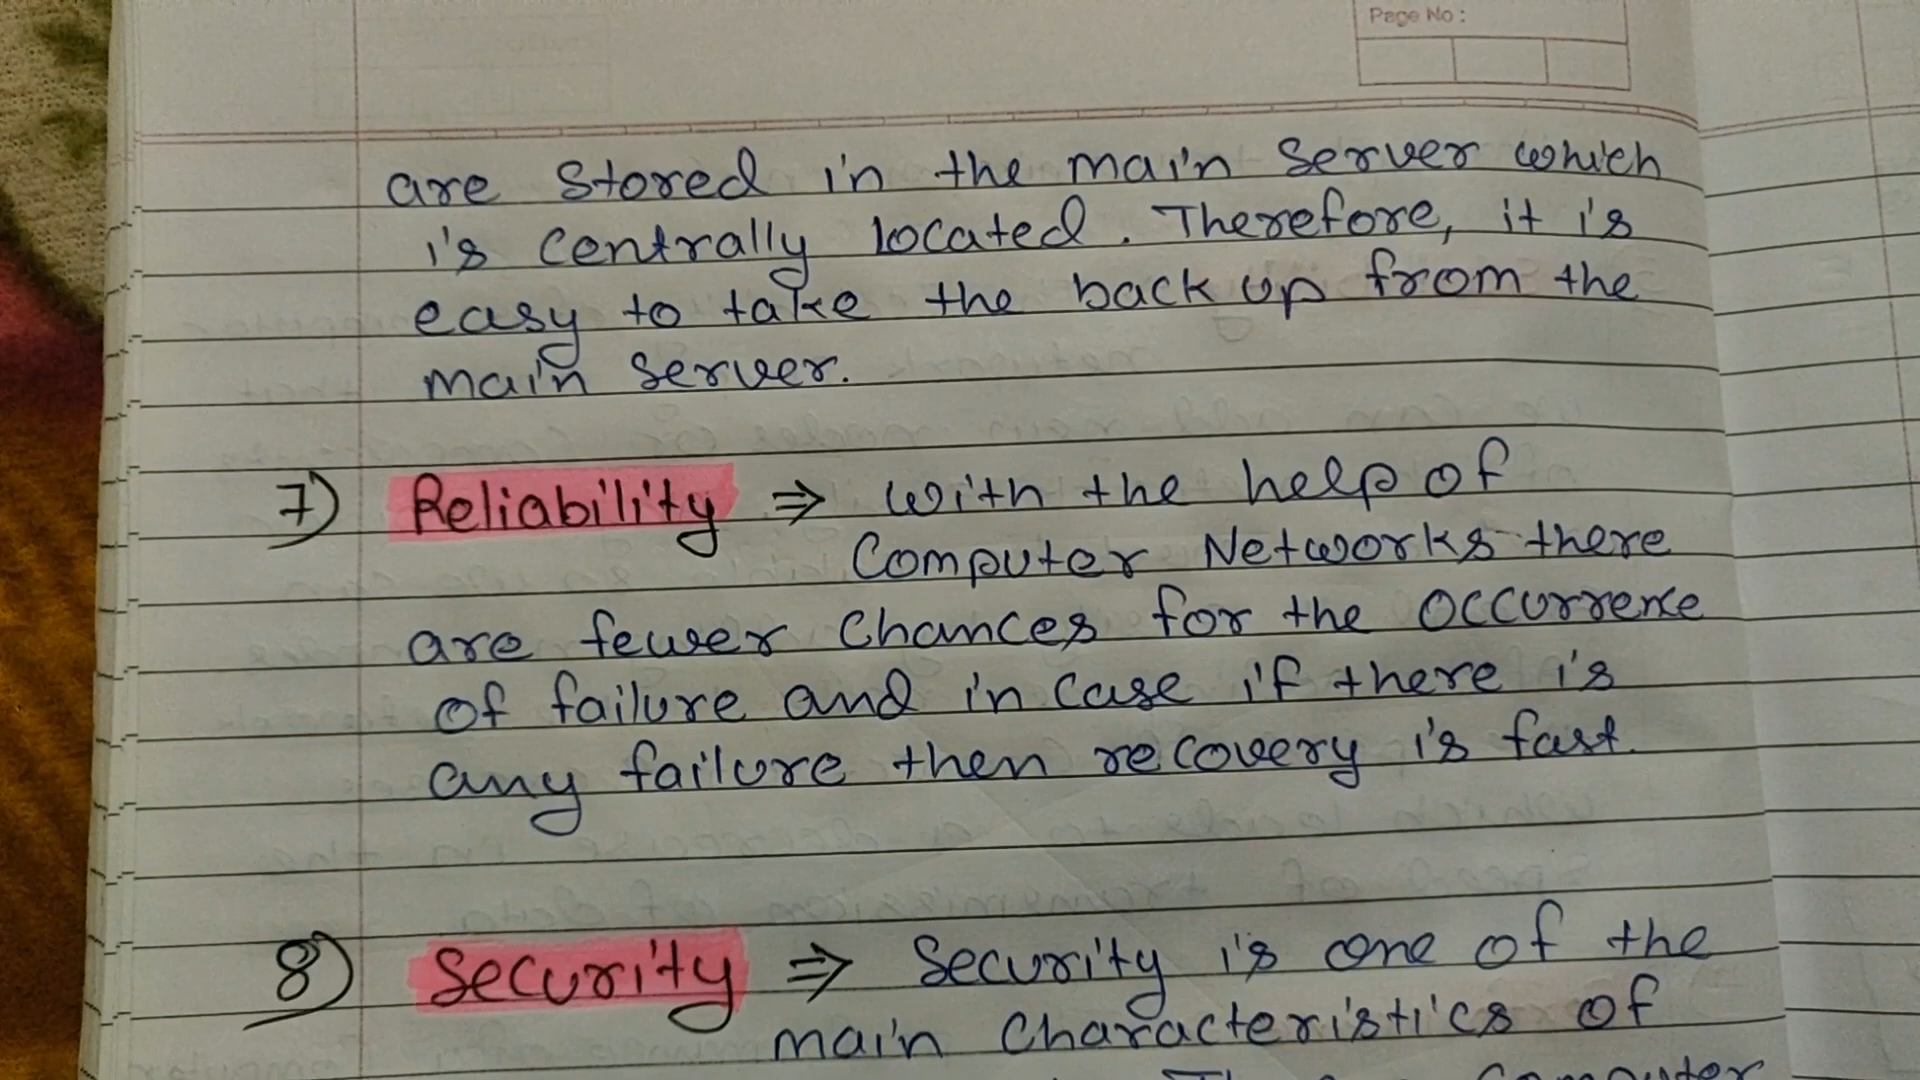 Page No :
are stored in the main server which
is centrally located. Therefore, it is
easy to take the back up from the
main server.
7) Reliability ⇒ with the help of
Computer Networks there
are fewer chances for the occurrence
of failure and in case if there is
any failure then recovery is fast.
8) Security ⇒ Security is one of the
main characteristics of
Computer